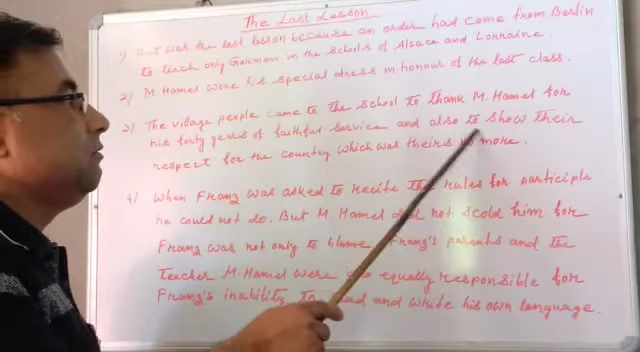 The Last Lesson
1) That was the last lesson because an order had come from Berlin
to teach only German in the schools of Alsace and Lorraine.
2) M. Hamel wore his special dress in honour of the last class.
3) The village people came to the school to thank M. Hamel for
his forty years of faithful service and also to show their
respect for the country which was theirs no more.
4) When Franz was asked to recite the rules for participle
he could not do. But M. Hamel did not scold him for
Franz was not only to blame. Franz's parents and the
teacher M. Hamel were equally responsible for
Franz's inability to read and write his own language.